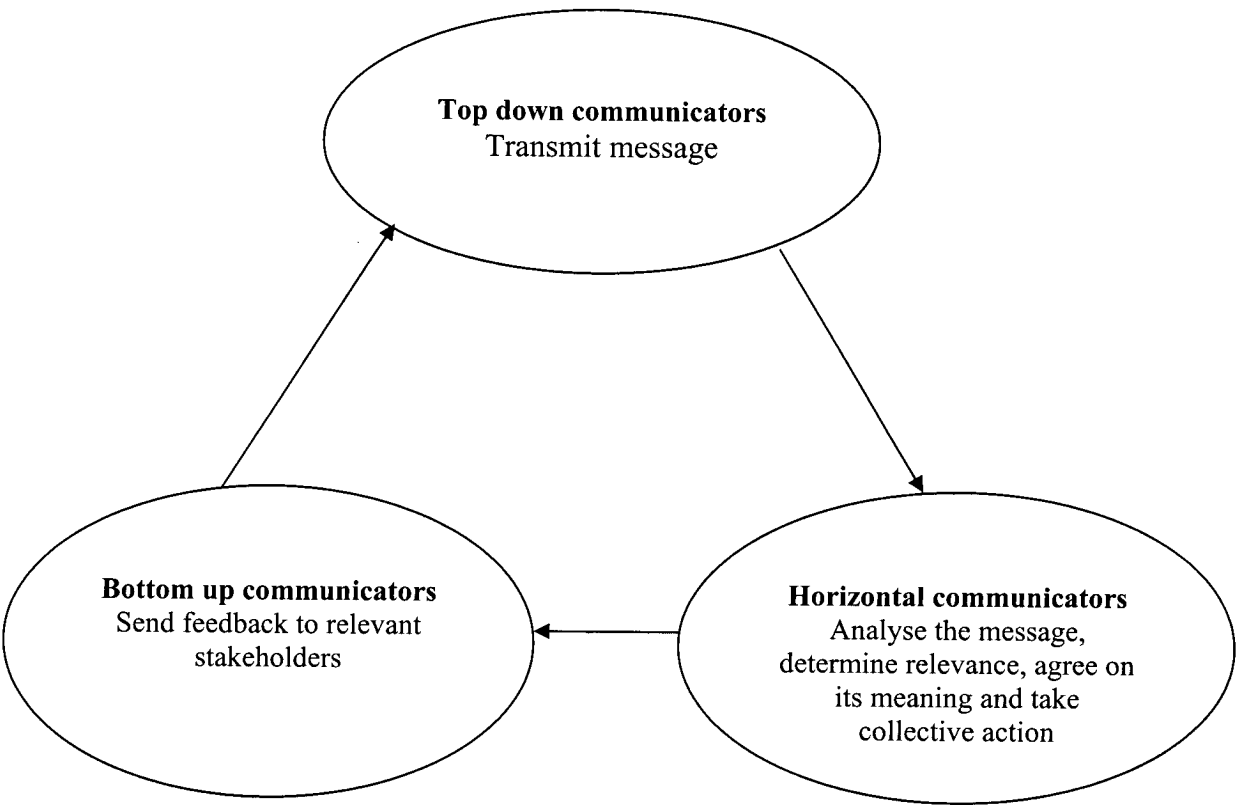 Top down communicators
Transmit message
Bottom up communicators
Send feedback to relevant
stakeholders
Horizontal communicators
Analyse the message,
determine relevance, agree on
its meaning and take
collective action